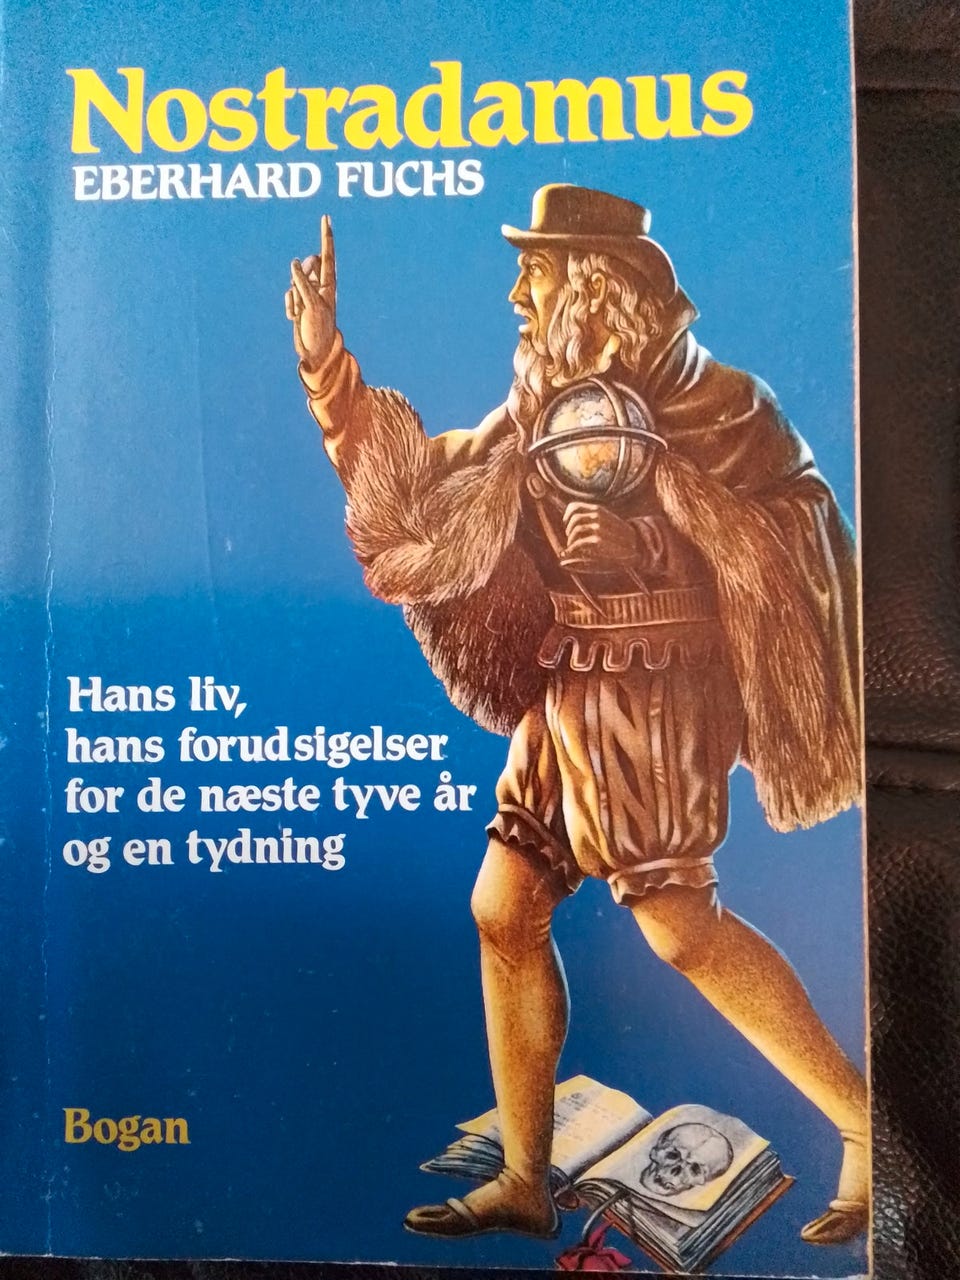 Nostradamus
EBERHARD FUCHS
Hans liv,
hans forudsigelser
for de næste tyve år
og en tydning
Bogan